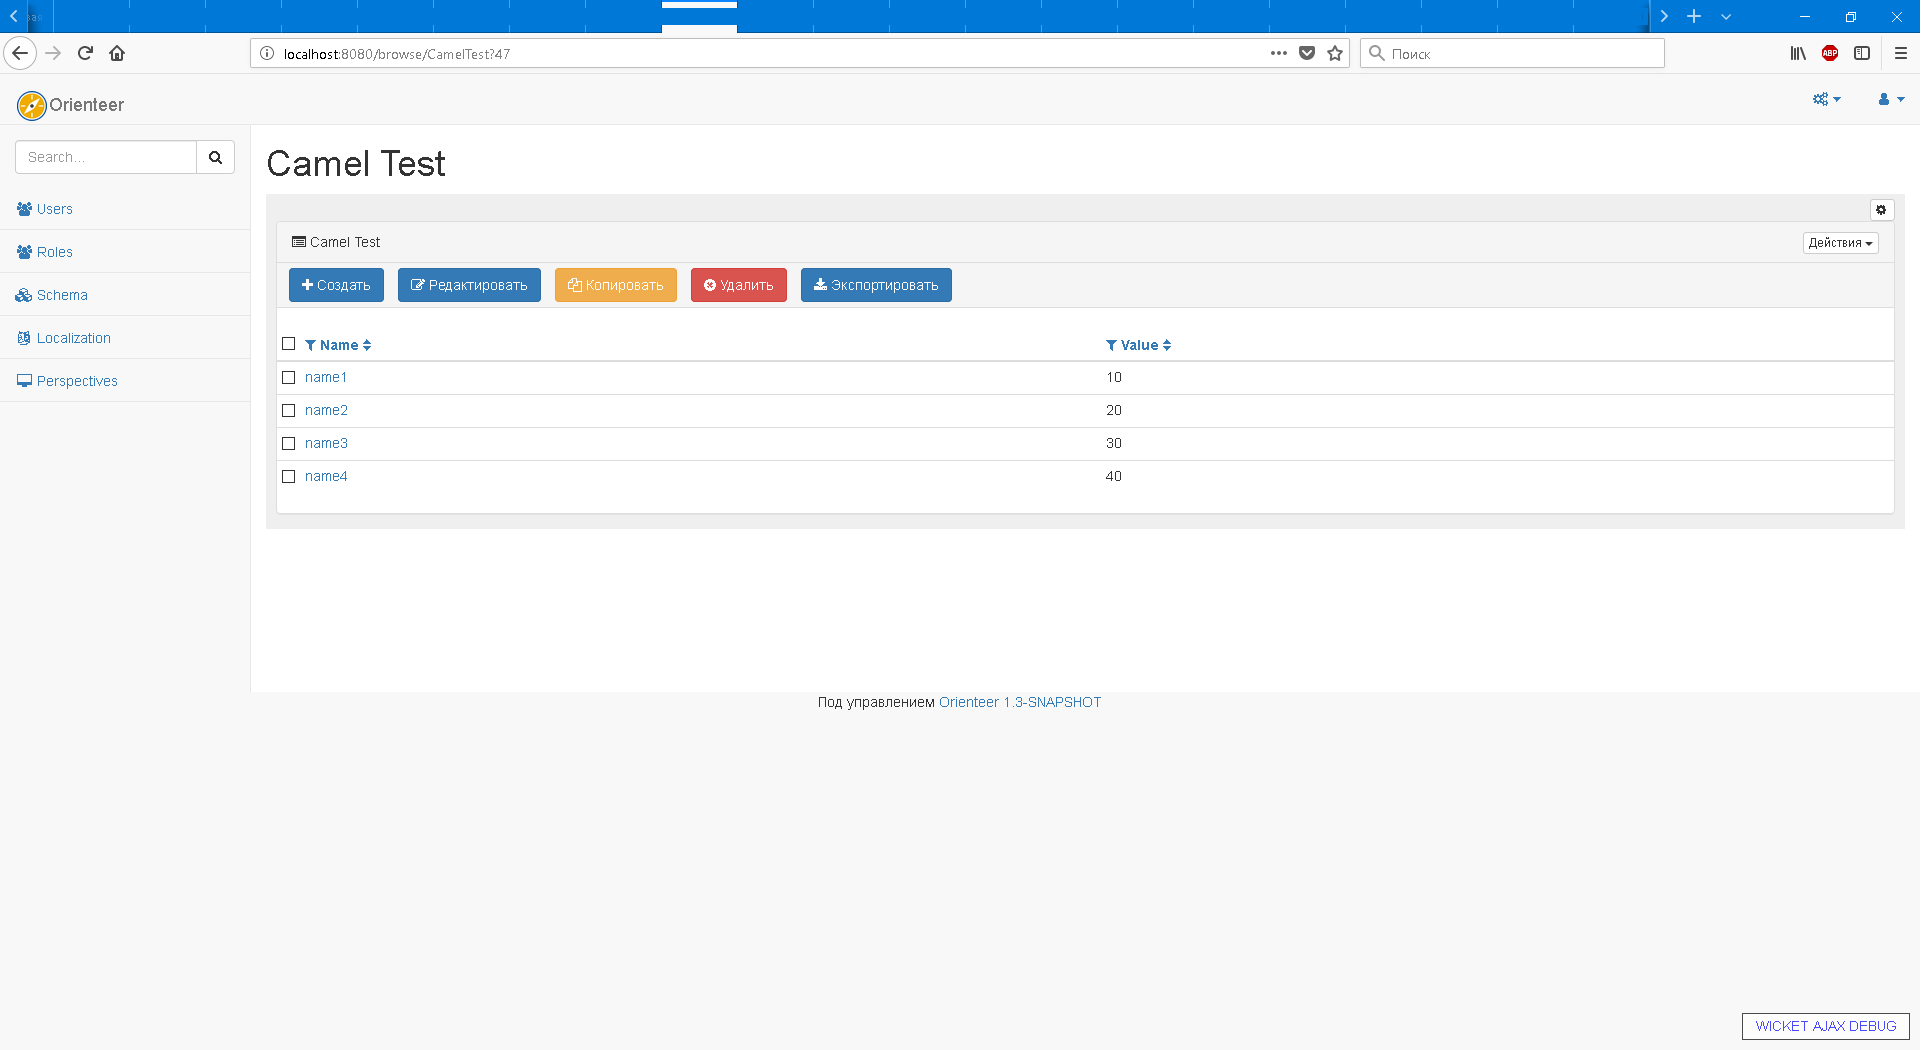 localhost:8080/browse/CamelTest?47
Поиск
ABP
Orienteer
Search...
Users
Roles
Schema
Localization
Perspectives
Camel Test
Camel Test
Действия
Создать Редактировать Копировать Удалить Экспортировать
Name Value
name1 10
name2 20
name3 30
name4 40
Под управлением Orienteer 1.3-SNAPSHOT
WICKET AJAX DEBUG